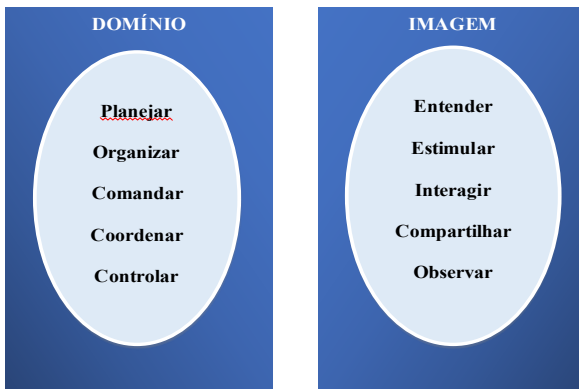 DOMÍNIO
Planejar
Organizar
Comandar
Coordenar
Controlar
IMAGEM
Entender
Estimular
Interagir
Compartilhar
Observar